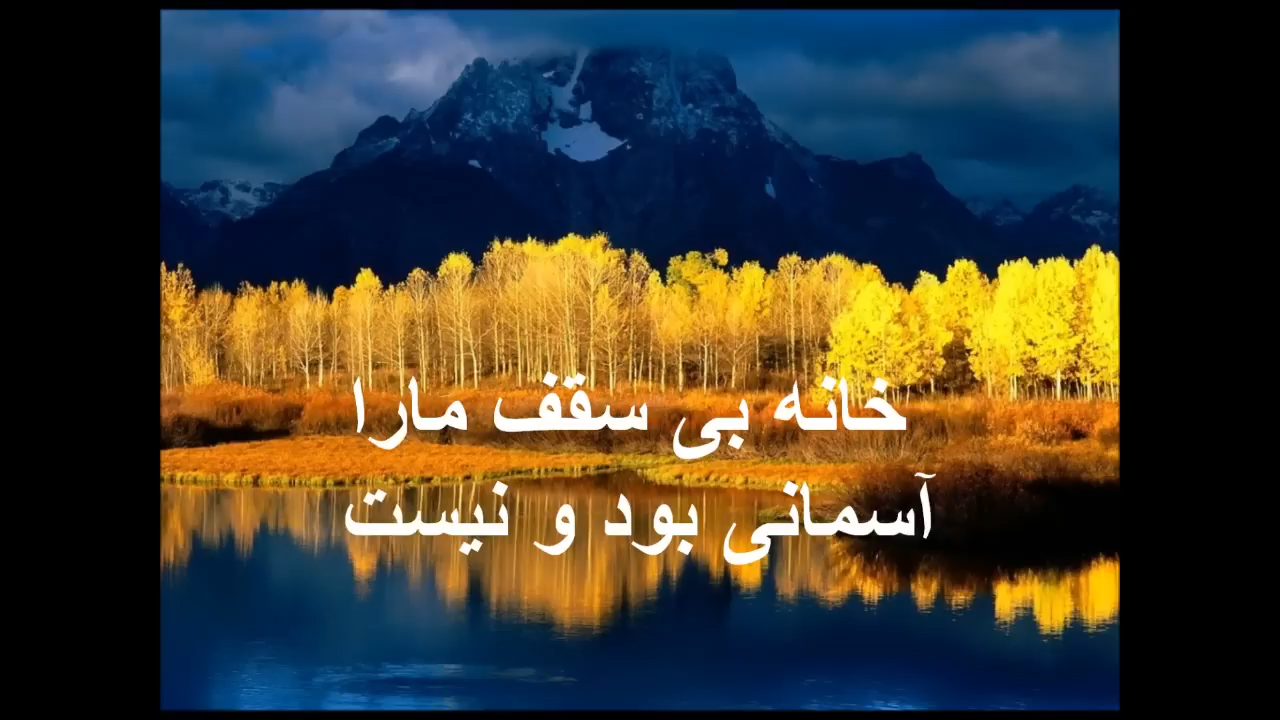 خانه بی سقف مارا
آسمانی بود و نیست